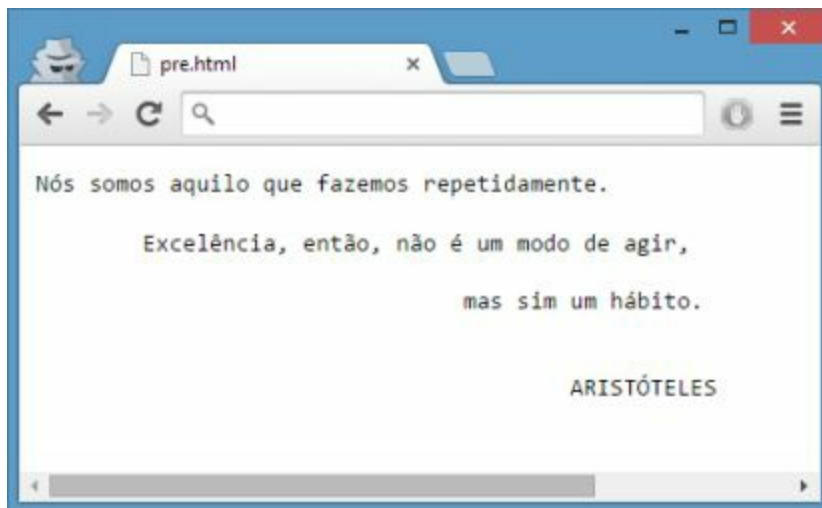 pre.html
Nós somos aquilo que fazemos repetidamente.
Excelência, então, não é um modo de agir,
mas sim um hábito.
ARISTÓTELES